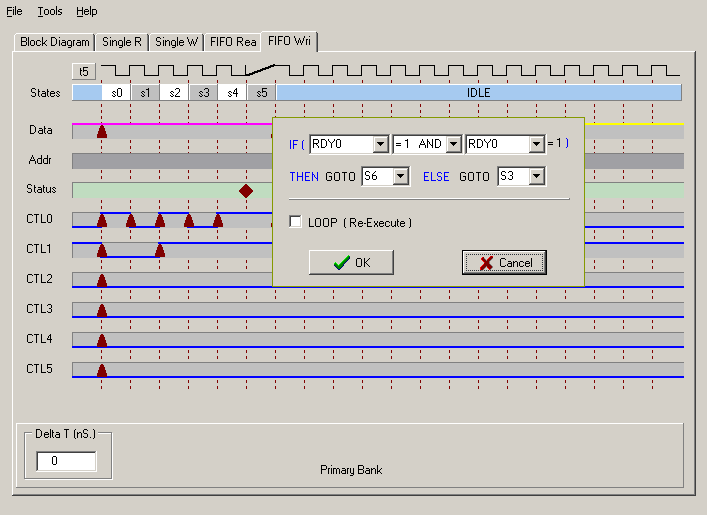 File Tools Help
Block Diagram Single R Single W FIFO Rea FIFO Wri
t5
States s0 s1 s2 s3 s4 s5 IDLE
Data
IF ( RDY0 = 1 AND RDY0 = 1 )
Addr
THEN GOTO S6 ELSE GOTO S3
Status
CTL0
LOOP ( Re-Execute )
CTL1
OK Cancel
CTL2
CTL3
CTL4
CTL5
Delta T (nS.)
0
Primary Bank